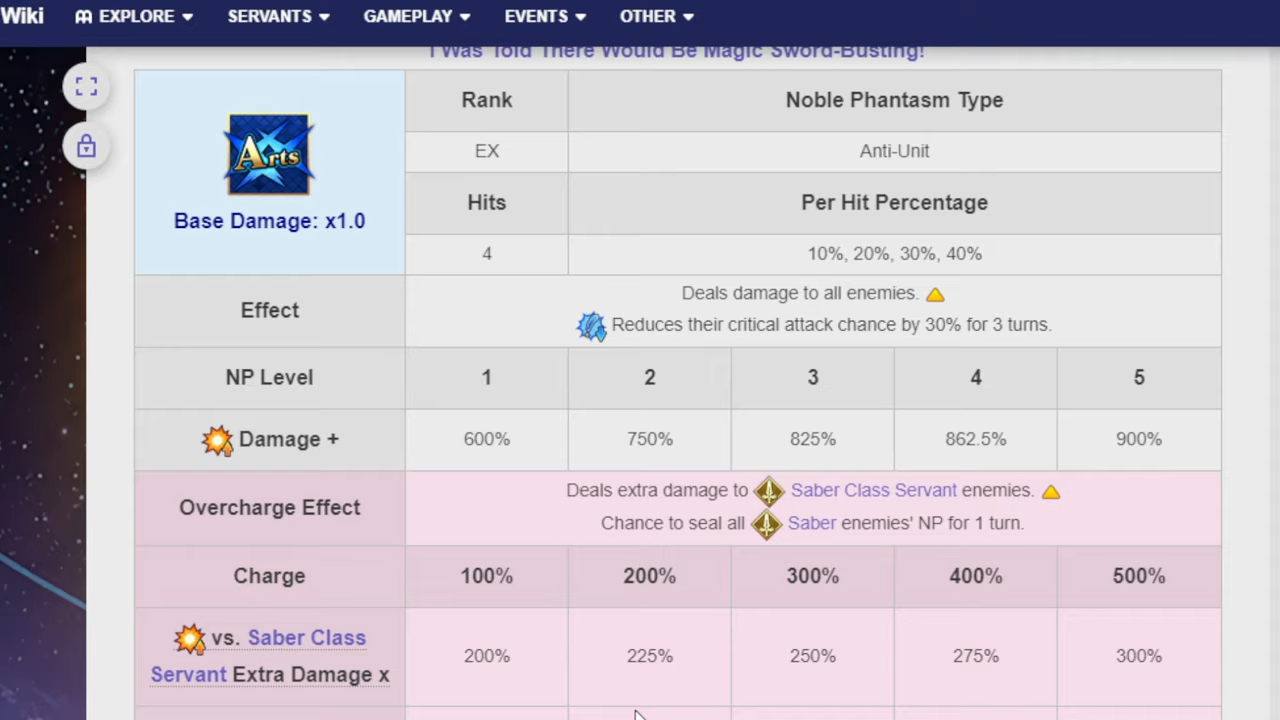 Wiki EXPLORE SERVANTS GAMEPLAY EVENTS OTHER
I Was Told There Would Be Magic Sword-Busting!
Arts
Base Damage: x1.0
Rank Noble Phantasm Type
EX Anti-Unit
Hits Per Hit Percentage
4 10%, 20%, 30%, 40%
Effect
Deals damage to all enemies.
Reduces their critical attack chance by 30% for 3 turns.
NP Level 1 2 3 4 5
Damage + 600% 750% 825% 862.5% 900%
Overcharge Effect
Deals extra damage to Saber Class Servant enemies.
Chance to seal all Saber enemies' NP for 1 turn.
Charge 100% 200% 300% 400% 500%
vs. Saber Class
Servant Extra Damage x
200% 225% 250% 275% 300%